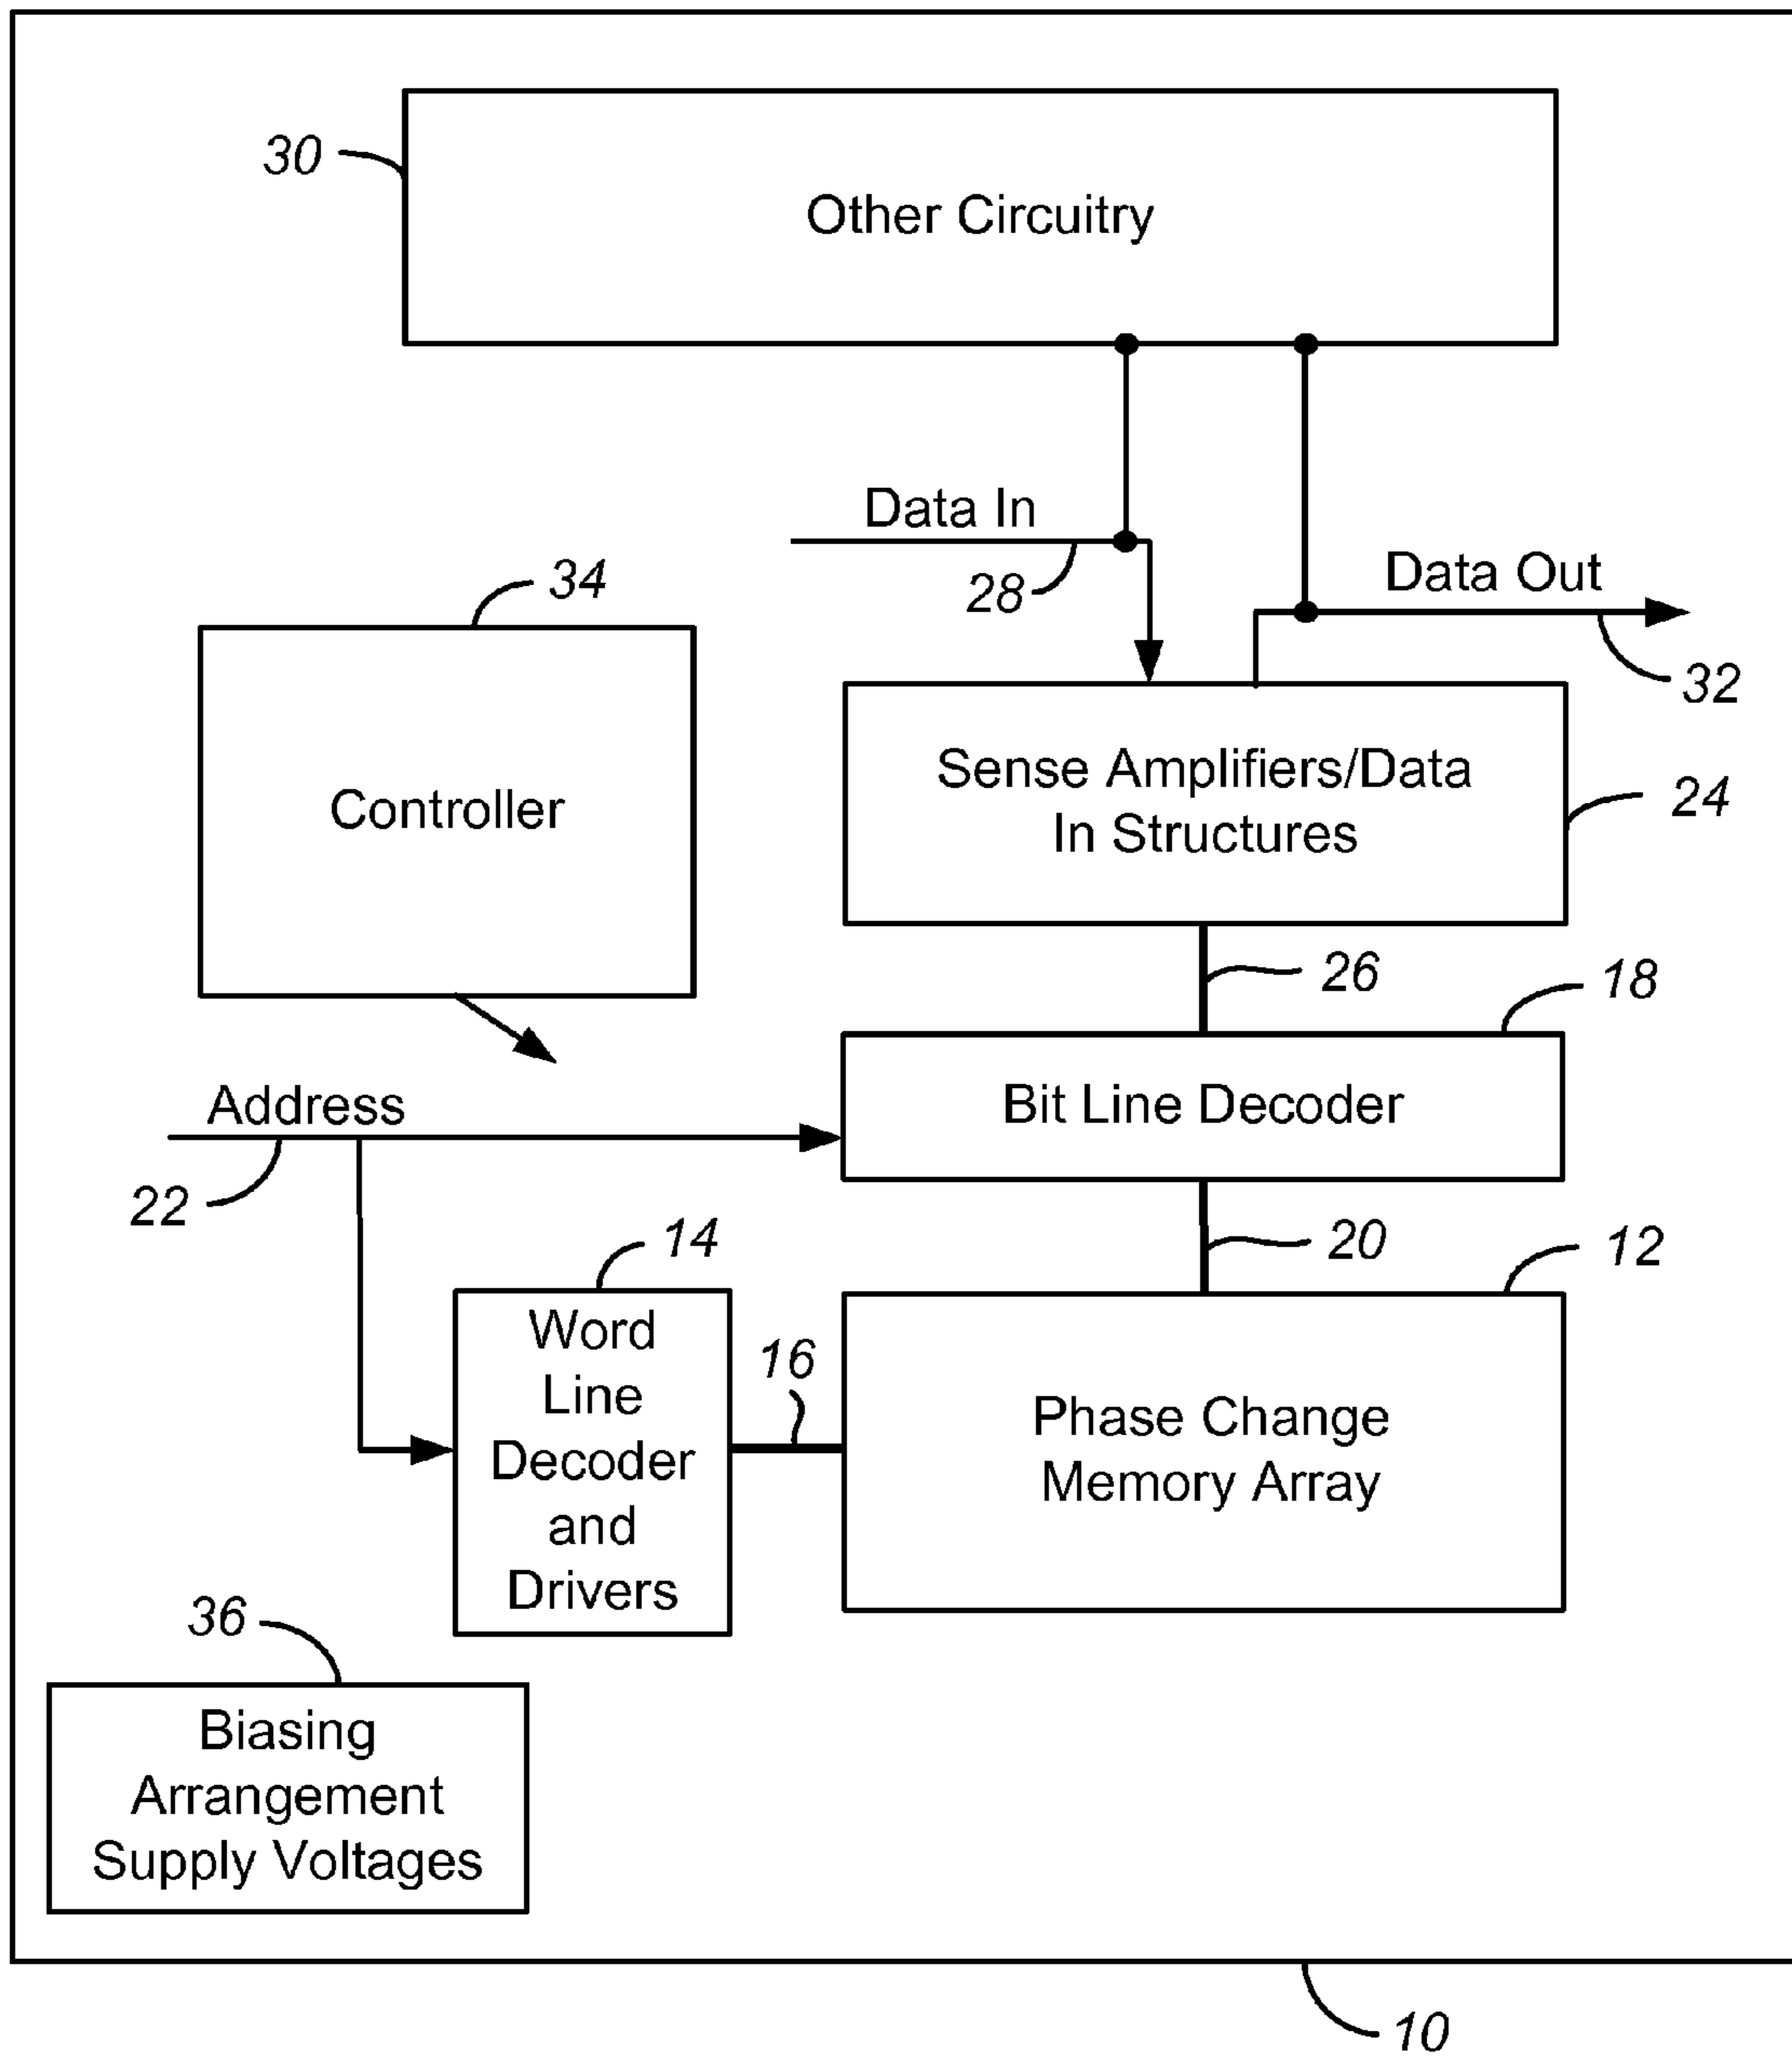 30
Other Circuitry
Data In
28
Data Out
32
34
Controller
Sense Amplifiers/Data
In Structures
24
26
18
Address
22
Bit Line Decoder
20
14
12
Word
Line
Decoder
and
Drivers
16
Phase Change
Memory Array
36
Biasing
Arrangement
Supply Voltages
10